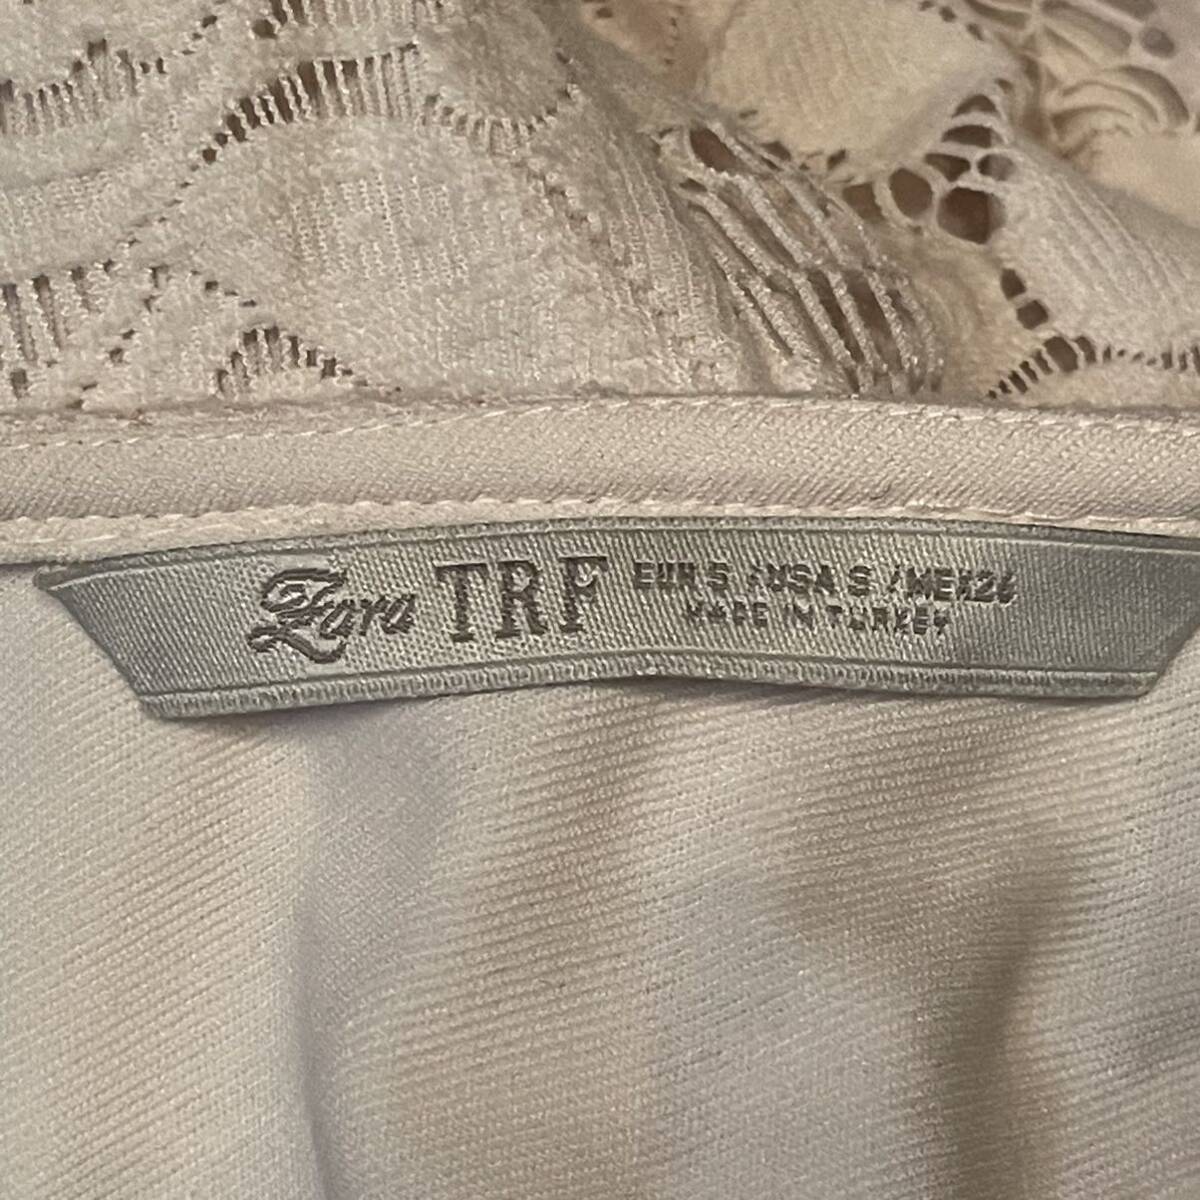 Zara TRF EUR S / USA S / MEX 26
MADE IN TURKEY